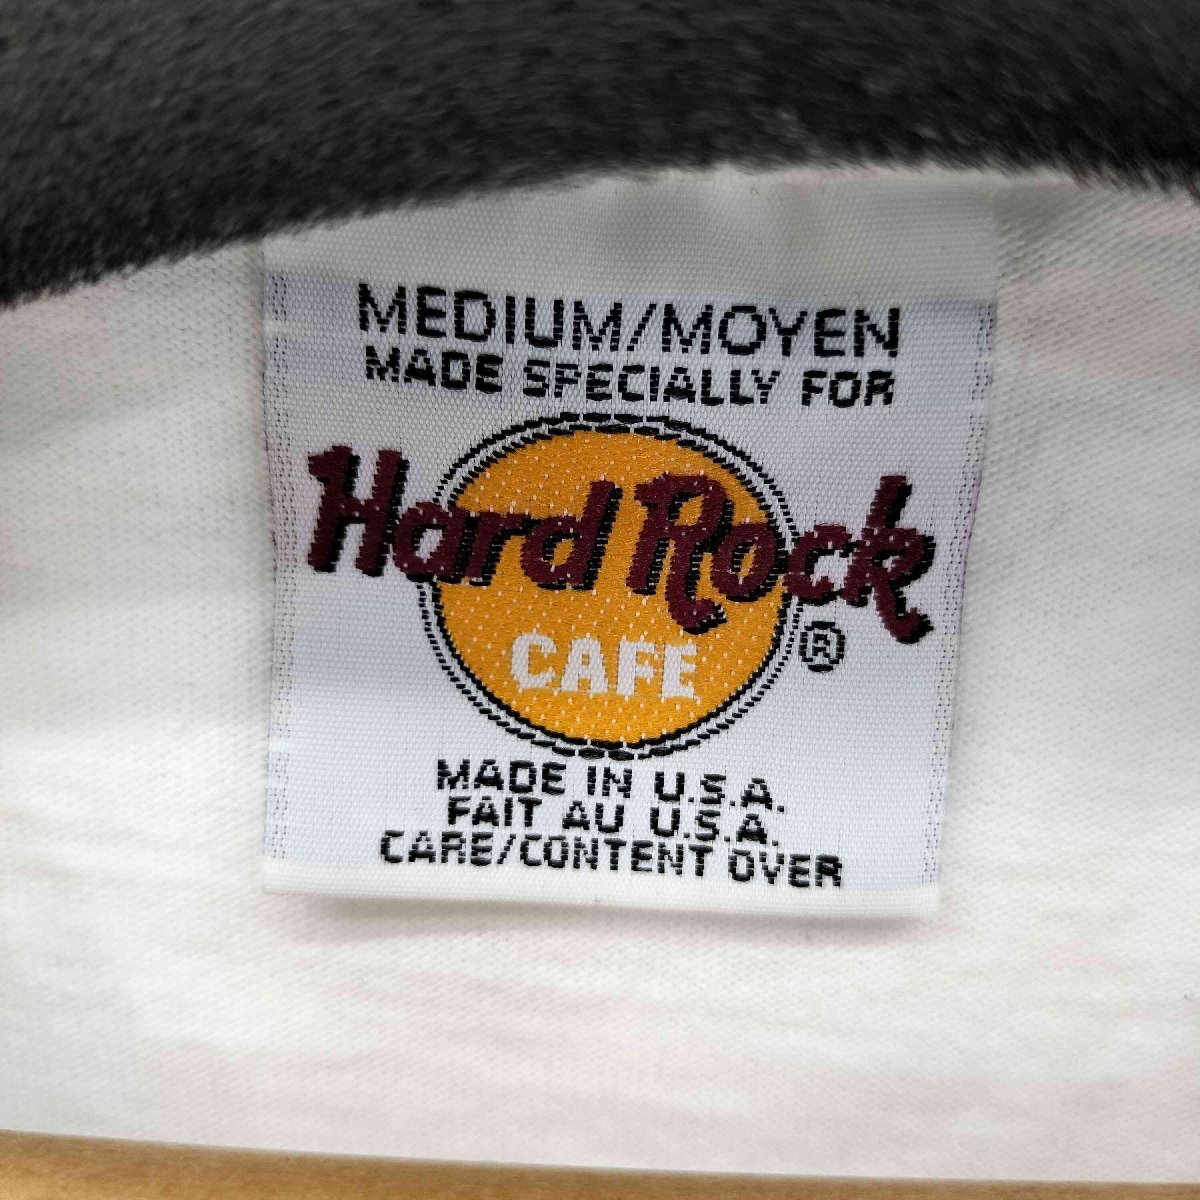 MEDIUM/MOYEN
MADE SPECIALLY FOR
Hard Rock
CAFE ®
MADE IN U.S.A.
FAIT AU U.S.A.
CARE/CONTENT OVER